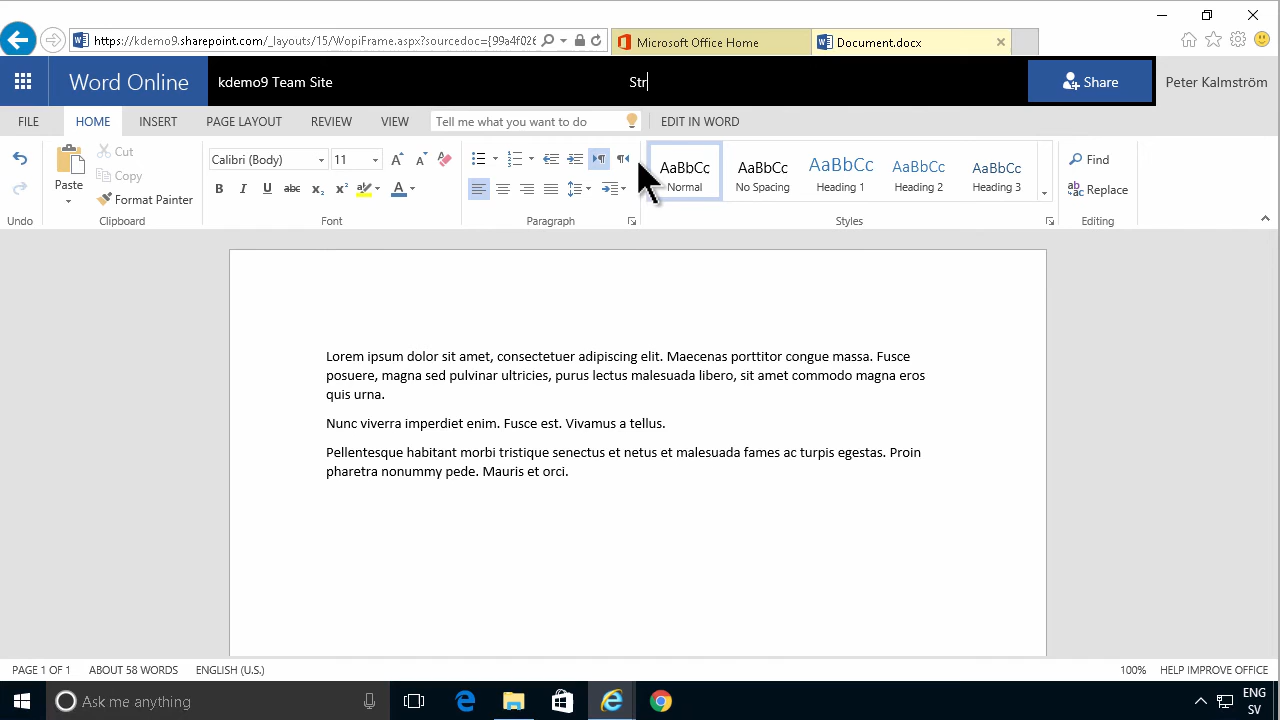 https://kdemo9.sharepoint.com/_layouts/15/WopiFrame.aspx?sourcedoc={99a4f026
Microsoft Office Home
Document.docx
Word Online
kdemo9 Team Site
Str
Share
Peter Kalmström
FILE
HOME
INSERT
PAGE LAYOUT
REVIEW
VIEW
Tell me what you want to do
EDIT IN WORD
Paste
Cut
Copy
Format Painter
Calibri (Body)
11
B I U abc x₂ x² A
AaBbCc
Normal
AaBbCc
No Spacing
AaBbCc
Heading 1
AaBbCc
Heading 2
AaBbCc
Heading 3
Find
Replace
Undo
Clipboard
Font
Paragraph
Styles
Editing
Lorem ipsum dolor sit amet, consectetuer adipiscing elit. Maecenas porttitor congue massa. Fusce
posuere, magna sed pulvinar ultricies, purus lectus malesuada libero, sit amet commodo magna eros
quis urna.
Nunc viverra imperdiet enim. Fusce est. Vivamus a tellus.
Pellentesque habitant morbi tristique senectus et netus et malesuada fames ac turpis egestas. Proin
pharetra nonummy pede. Mauris et orci.
PAGE 1 OF 1
ABOUT 58 WORDS
ENGLISH (U.S.)
100%
HELP IMPROVE OFFICE
Ask me anything
ENG
SV